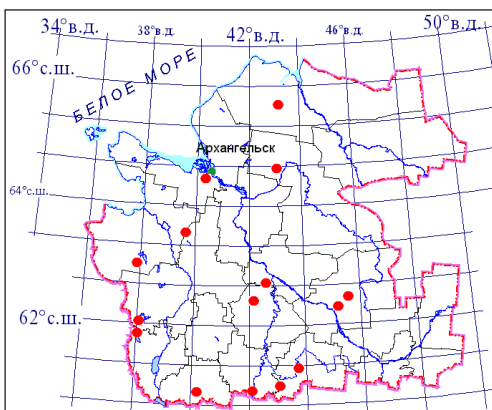 34°в.д.
38°в.д.
42°в.д.
46°в.д.
50°в.д.
66°с.ш.
БЕЛОЕ МОРЕ
Архангельск
64°с.ш.
62°с.ш.